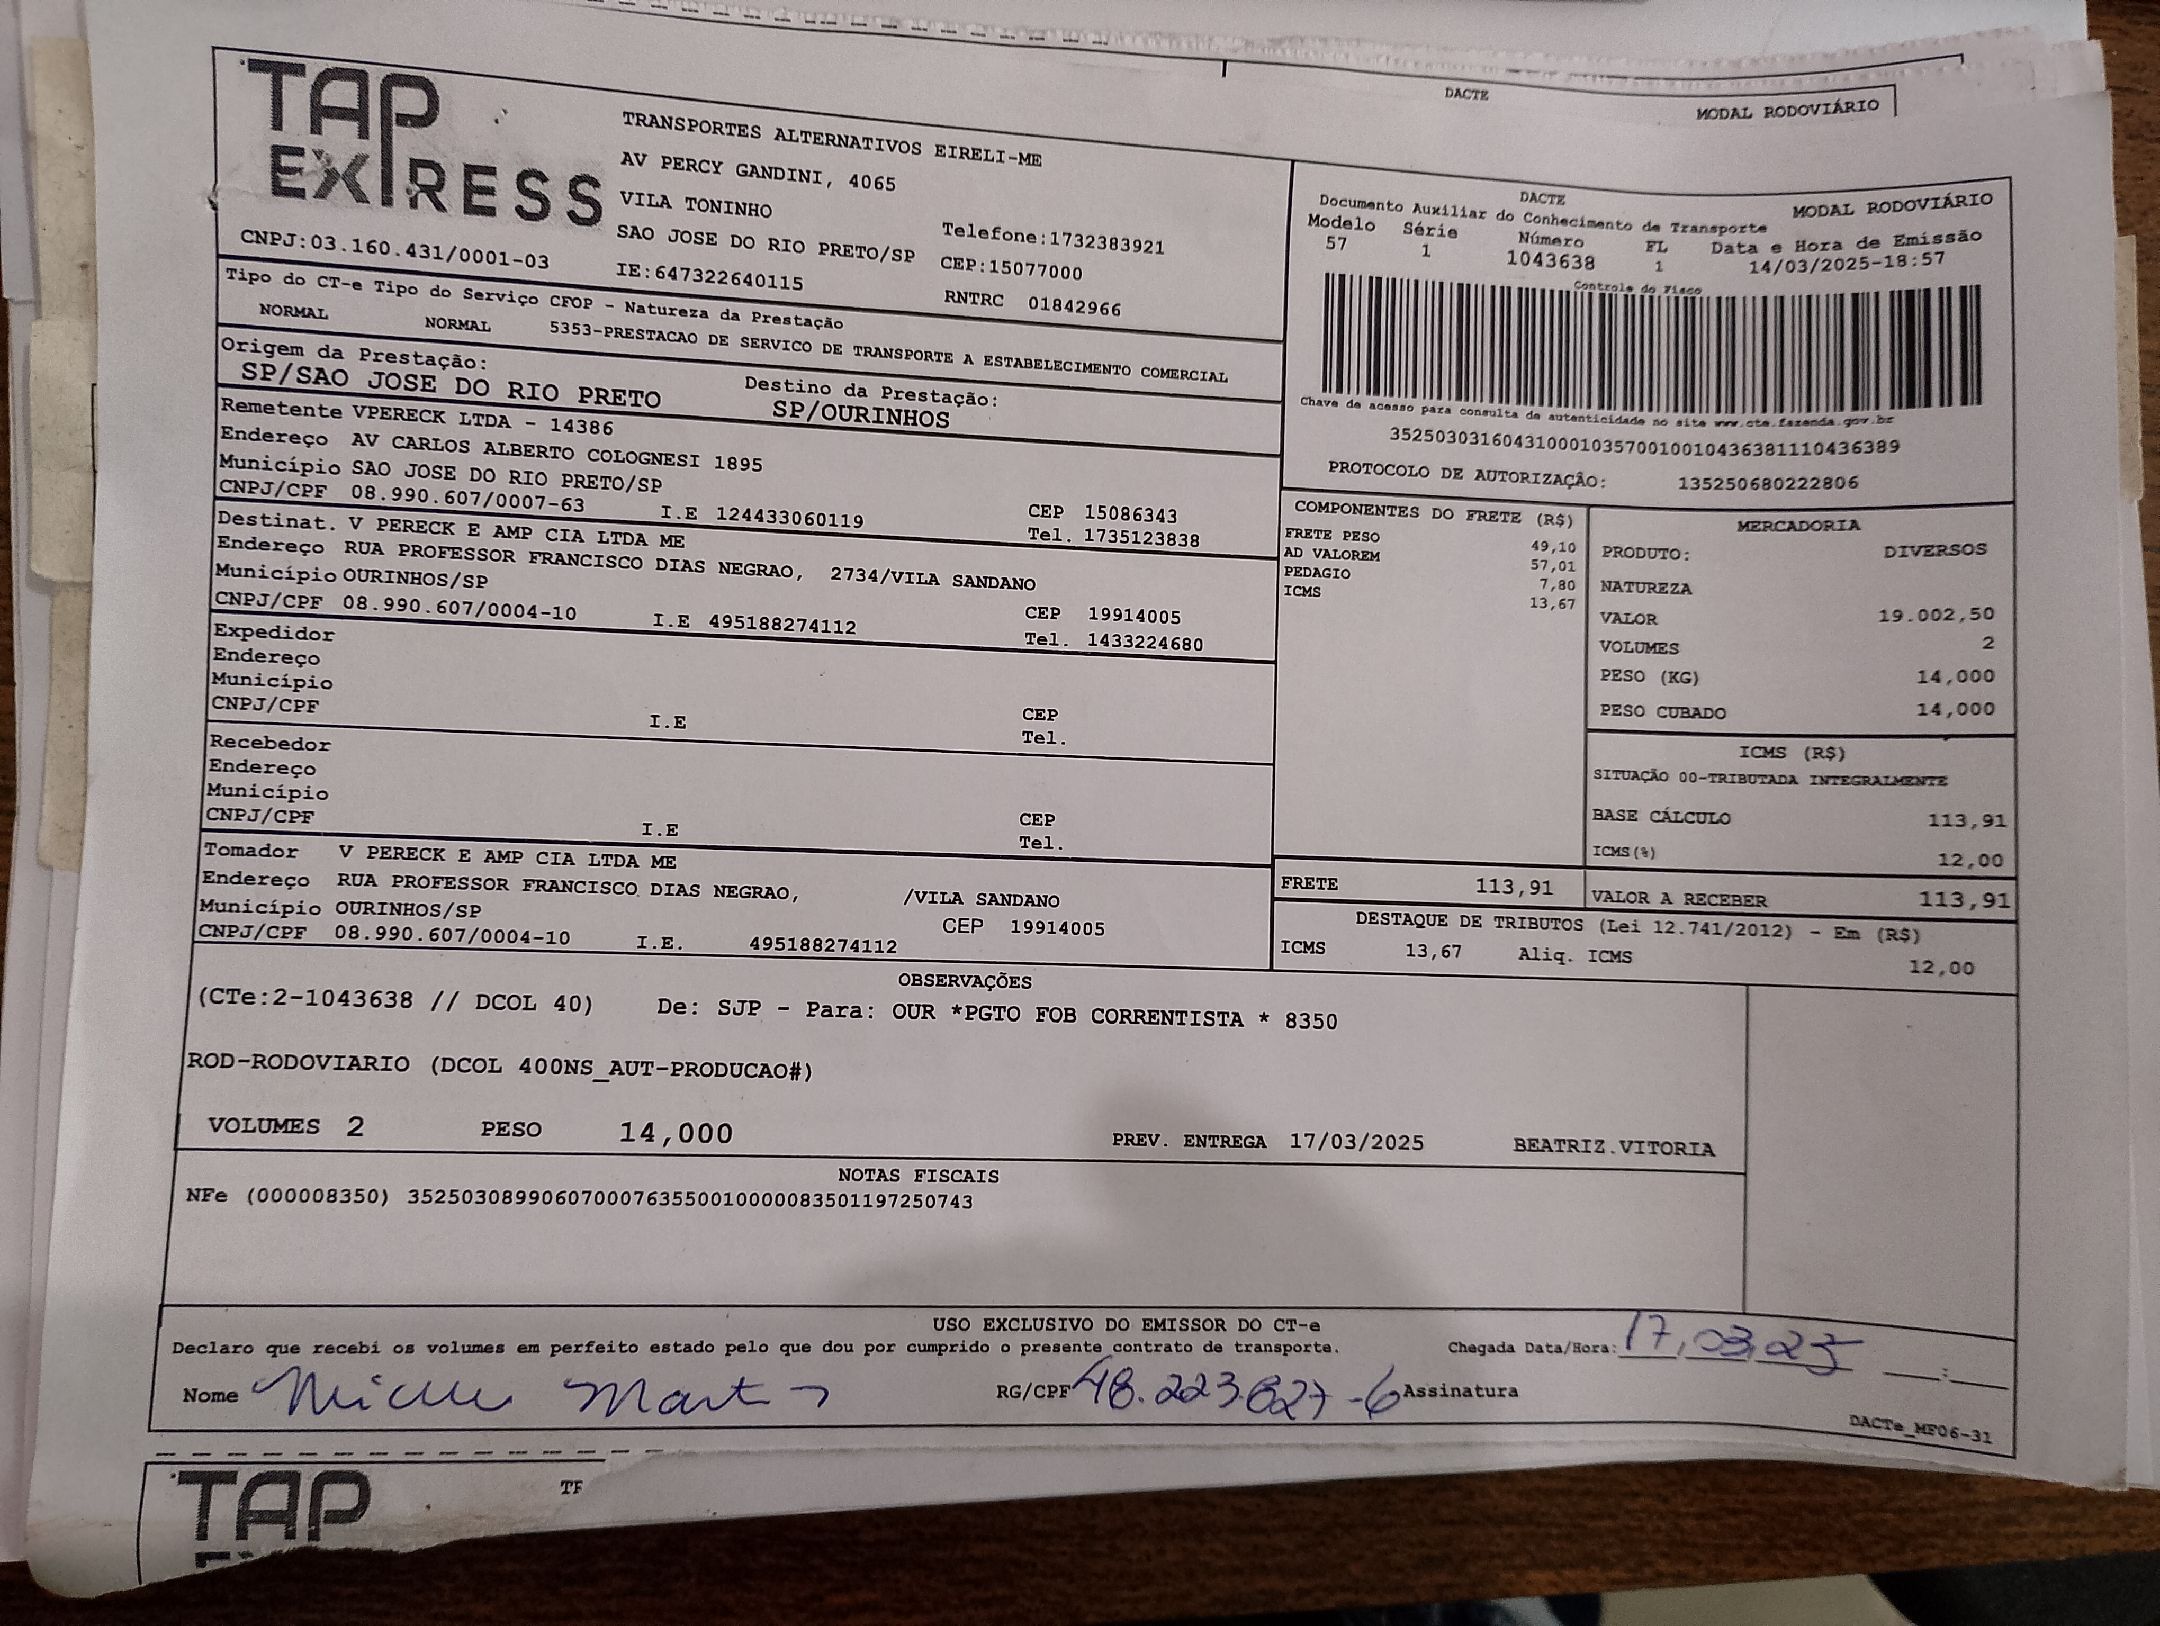 DACTE
MODAL RODOVIÁRIO
TAP EXPRESS
TRANSPORTES ALTERNATIVOS EIRELI-ME
AV PERCY GANDINI, 4065
VILA TONINHO
SAO JOSE DO RIO PRETO/SP
Telefone:1732383921
CEP:15077000
CNPJ:03.160.431/0001-03
IE:647322640115
RNTRC 01842966
DACTE
MODAL RODOVIÁRIO
Documento Auxiliar do Conhecimento de Transporte
Modelo Série Número FL Data e Hora de Emissão
57 1 1043638 1 14/03/2025-18:57
Controle do Fisco
Chave de acesso para consulta de autenticidade no site www.cte.fazenda.gov.br
35250303160431000103570010010436381110436389
PROTOCOLO DE AUTORIZAÇÃO: 135250680222806
Tipo do CT-e Tipo do Serviço CFOP - Natureza da Prestação
NORMAL NORMAL 5353-PRESTACAO DE SERVICO DE TRANSPORTE A ESTABELECIMENTO COMERCIAL
Origem da Prestação:
SP/SAO JOSE DO RIO PRETO
Destino da Prestação:
SP/OURINHOS
Remetente VPERECK LTDA - 14386
Endereço AV CARLOS ALBERTO COLOGNESI 1895
Município SAO JOSE DO RIO PRETO/SP CEP 15086343
CNPJ/CPF 08.990.607/0007-63 I.E 124433060119 Tel. 1735123838
Destinat. V PERECK E AMP CIA LTDA ME
Endereço RUA PROFESSOR FRANCISCO DIAS NEGRAO, 2734/VILA SANDANO
Município OURINHOS/SP CEP 19914005
CNPJ/CPF 08.990.607/0004-10 I.E 495188274112 Tel. 1433224680
Expedidor
Endereço
Município CEP
CNPJ/CPF I.E Tel.
Recebedor
Endereço
Município CEP
CNPJ/CPF I.E Tel.
Tomador V PERECK E AMP CIA LTDA ME
Endereço RUA PROFESSOR FRANCISCO DIAS NEGRAO, /VILA SANDANO
Município OURINHOS/SP CEP 19914005
CNPJ/CPF 08.990.607/0004-10 I.E. 495188274112
COMPONENTES DO FRETE (R$)
FRETE PESO 49,10
AD VALOREM 57,01
PEDAGIO 7,80
ICMS 13,67
MERCADORIA
PRODUTO: DIVERSOS
NATUREZA
VALOR 19.002,50
VOLUMES 2
PESO (KG) 14,000
PESO CUBADO 14,000
ICMS (R$)
SITUAÇÃO 00-TRIBUTADA INTEGRALMENTE
BASE CÁLCULO 113,91
ICMS(%) 12,00
FRETE 113,91 VALOR A RECEBER 113,91
DESTAQUE DE TRIBUTOS (Lei 12.741/2012) - Em (R$)
ICMS 13,67 Aliq. ICMS 12,00
OBSERVAÇÕES
(CTe:2-1043638 // DCOL 40) De: SJP - Para: OUR *PGTO FOB CORRENTISTA * 8350
ROD-RODOVIARIO (DCOL 400NS_AUT-PRODUCAO#)
VOLUMES 2 PESO 14,000 PREV. ENTREGA 17/03/2025 BEATRIZ.VITORIA
NOTAS FISCAIS
NFe (000008350) 35250308990607000763550010000083501197250743
USO EXCLUSIVO DO EMISSOR DO CT-e
Declaro que recebi os volumes em perfeito estado pelo que dou por cumprido o presente contrato de transporte. Chegada Data/Hora: 17,03,25 :
Nome RG/CPF 48.223.827-6 Assinatura
DACTe_MF06-31
TAP